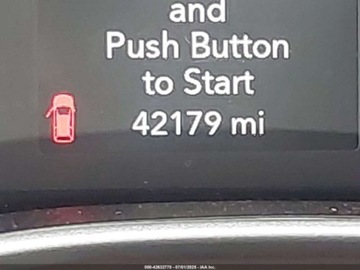 and
Push Button
to Start
42179 mi